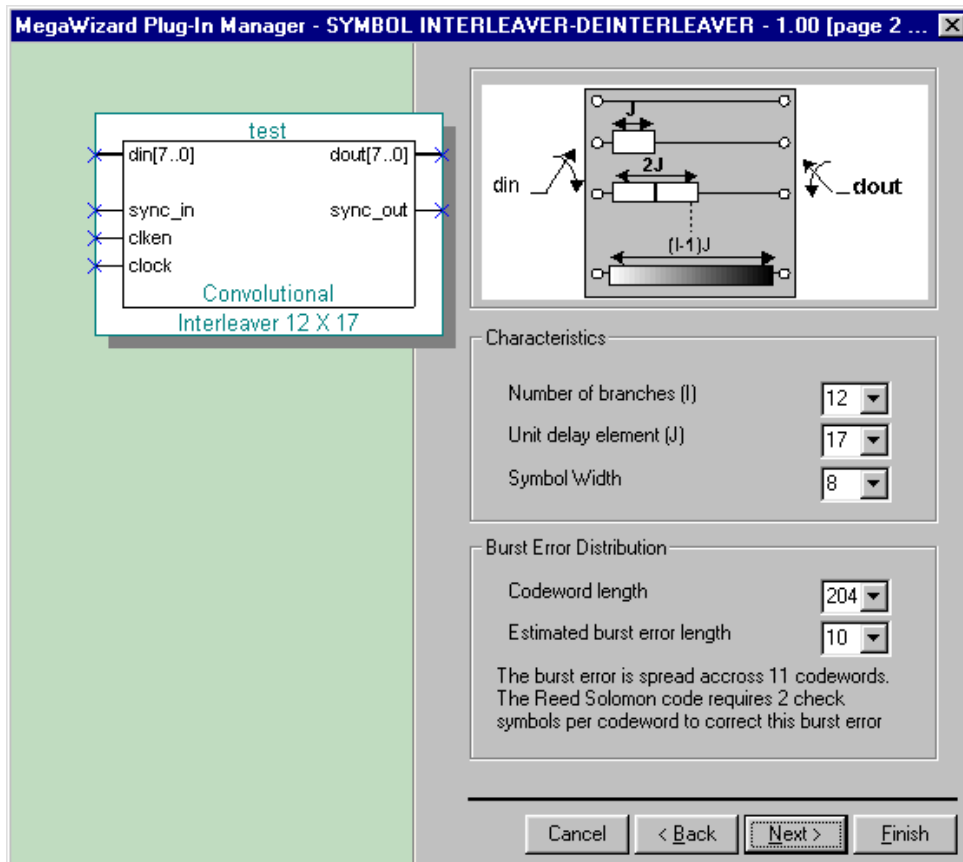 MegaWizard Plug-In Manager - SYMBOL INTERLEAVER-DEINTERLEAVER - 1.00 [page 2 ...
test
din[7..0] dout[7..0]
sync_in sync_out
clken
clock
Convolutional
Interleaver 12 X 17
J
2J
din
dout
(I-1)J
Characteristics
Number of branches (I) 12
Unit delay element (J) 17
Symbol Width 8
Burst Error Distribution
Codeword length 204
Estimated burst error length 10
The burst error is spread accross 11 codewords.
The Reed Solomon code requires 2 check
symbols per codeword to correct this burst error
Cancel < Back Next > Finish